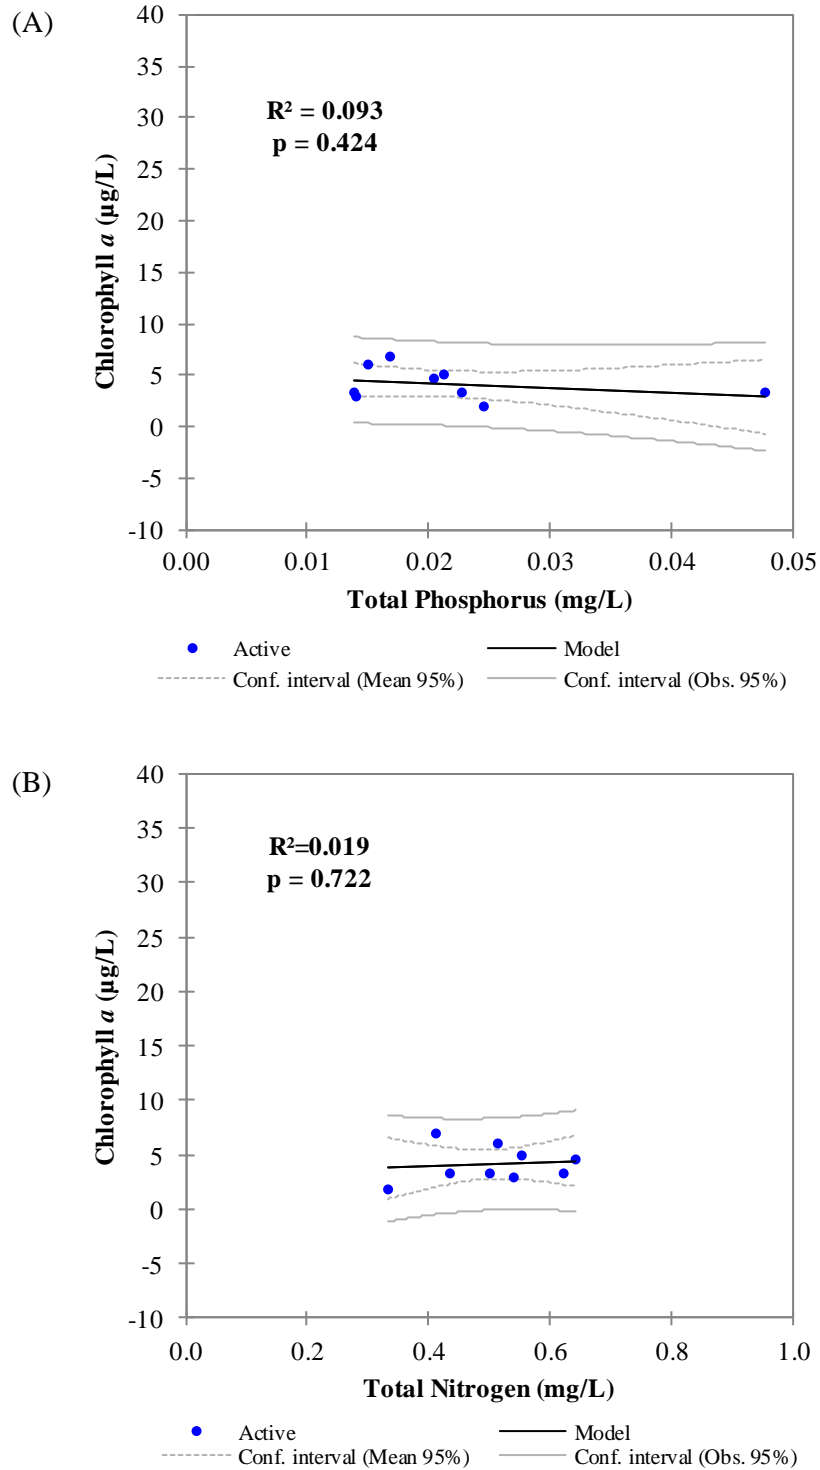 (A)
40
35
30
25
20
15
10
5
0
-5
-10
Chlorophyll a (µg/L)
R² = 0.093
p = 0.424
0.00 0.01 0.02 0.03 0.04 0.05
Total Phosphorus (mg/L)
Active Model
Conf. interval (Mean 95%) Conf. interval (Obs. 95%)
(B)
40
35
30
25
20
15
10
5
0
-5
-10
Chlorophyll a (µg/L)
R²=0.019
p = 0.722
0.0 0.2 0.4 0.6 0.8 1.0
Total Nitrogen (mg/L)
Active Model
Conf. interval (Mean 95%) Conf. interval (Obs. 95%)